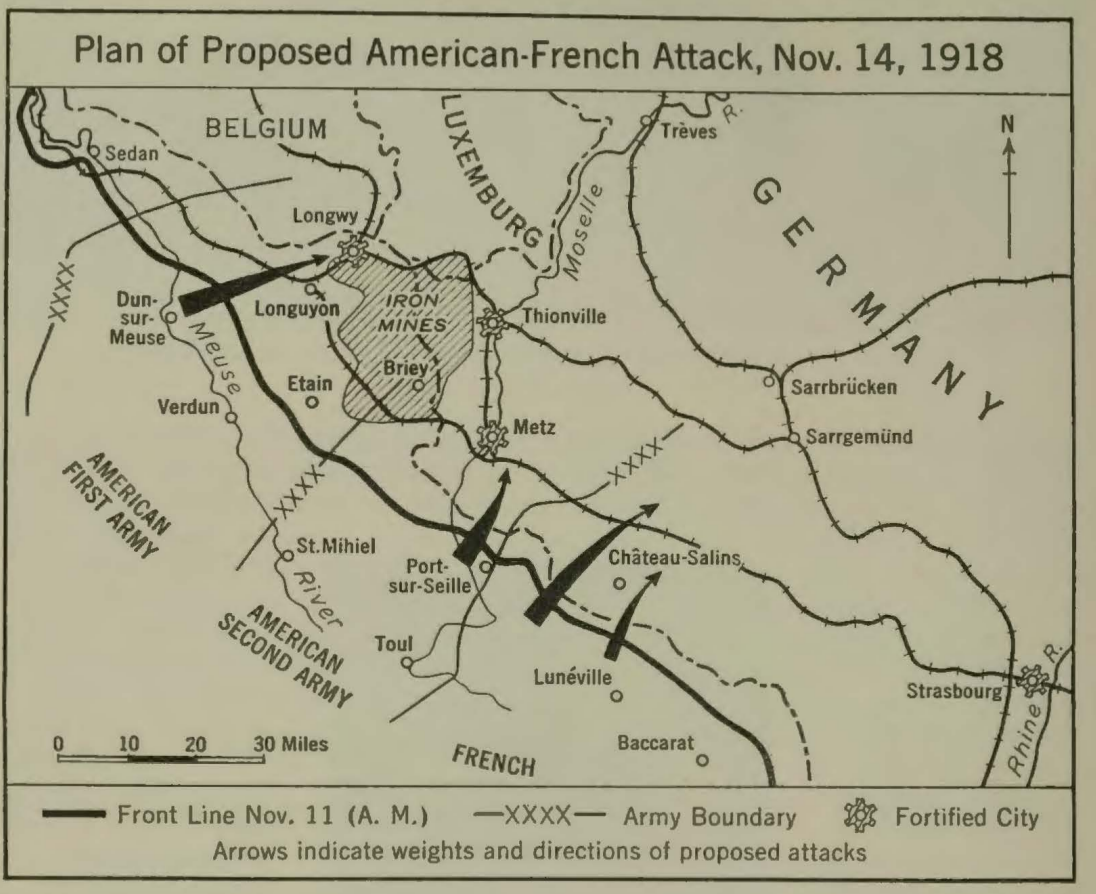 Plan of Proposed American-French Attack, Nov. 14, 1918
BELGIUM
LUXEMBURG
Trèves
R.
N
Sedan
GERMANY
Longwy
Moselle
XXXX
Dun-
sur-
Meuse
Longuyon
IRON
MINES
Thionville
Meuse
Briey
Etain
Sarrbrücken
Verdun
Metz
Sarrgemünd
XXXX
XXXX
AMERICAN
FIRST ARMY
St.Mihiel
Port-
sur-Seille
Château-Salins
River
AMERICAN
SECOND ARMY
Toul
Lunéville
Strasbourg
R.
Rhine
Baccarat
FRENCH
0 10 20 30 Miles
Front Line Nov. 11 (A. M.) —XXXX— Army Boundary Fortified City
Arrows indicate weights and directions of proposed attacks